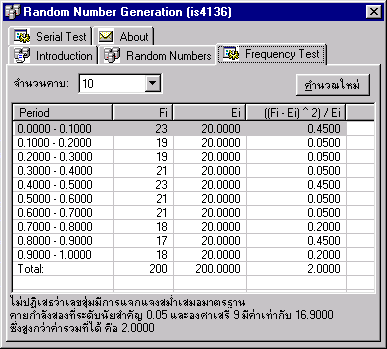 Random Number Generation (is4136)
Serial Test About
Introduction Random Numbers Frequency Test
จำนวนคาบ: 10 คำนวณใหม่
Period Fi Ei ((Fi - Ei) ^ 2) / Ei
0.0000 - 0.1000 23 20.0000 0.4500
0.1000 - 0.2000 19 20.0000 0.0500
0.2000 - 0.3000 19 20.0000 0.0500
0.3000 - 0.4000 21 20.0000 0.0500
0.4000 - 0.5000 23 20.0000 0.4500
0.5000 - 0.6000 21 20.0000 0.0500
0.6000 - 0.7000 21 20.0000 0.0500
0.7000 - 0.8000 18 20.0000 0.2000
0.8000 - 0.9000 17 20.0000 0.4500
0.9000 - 1.0000 18 20.0000 0.2000
Total: 200 200.0000 2.0000
ไม่ปฏิเสธว่าเลขสุ่มมีการแจกแจงสม่ำเสมอมาตรฐาน
คายกำลังสองที่ระดับนัยสำคัญ 0.05 และองศาเสรี 9 มีค่าเท่ากับ 16.9000
ซึ่งสูงกว่าค่ารวมที่ได้ คือ 2.0000